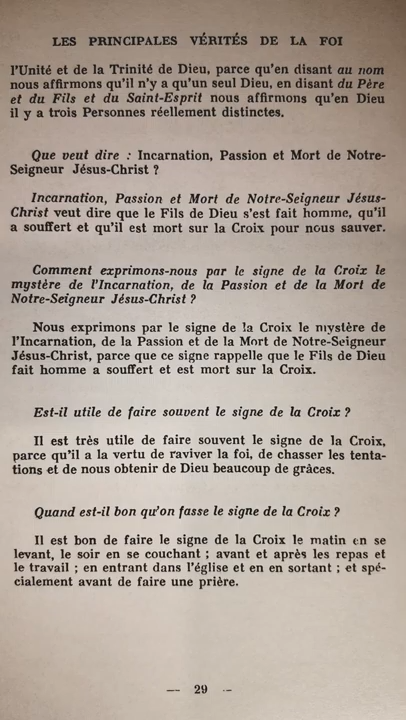 LES PRINCIPALES VÉRITÉS DE LA FOI
l'Unité et de la Trinité de Dieu, parce qu'en disant au nom
nous affirmons qu'il n'y a qu'un seul Dieu, en disant du Père
et du Fils et du Saint-Esprit nous affirmons qu'en Dieu
il y a trois Personnes réellement distinctes.
Que veut dire : Incarnation, Passion et Mort de Notre-
Seigneur Jésus-Christ ?
Incarnation, Passion et Mort de Notre-Seigneur Jésus-
Christ veut dire que le Fils de Dieu s'est fait homme, qu'il
a souffert et qu'il est mort sur la Croix pour nous sauver.
Comment exprimons-nous par le signe de la Croix le
mystère de l'Incarnation, de la Passion et de la Mort de
Notre-Seigneur Jésus-Christ ?
Nous exprimons par le signe de la Croix le mystère de
l'Incarnation, de la Passion et de la Mort de Notre-Seigneur
Jésus-Christ, parce que ce signe rappelle que le Fils de Dieu
fait homme a souffert et est mort sur la Croix.
Est-il utile de faire souvent le signe de la Croix ?
Il est très utile de faire souvent le signe de la Croix,
parce qu'il a la vertu de raviver la foi, de chasser les tenta-
tions et de nous obtenir de Dieu beaucoup de grâces.
Quand est-il bon qu'on fasse le signe de la Croix ?
Il est bon de faire le signe de la Croix le matin en se
levant, le soir en se couchant ; avant et après les repas et
le travail ; en entrant dans l'église et en en sortant ; et spé-
cialement avant de faire une prière.
— 29 —